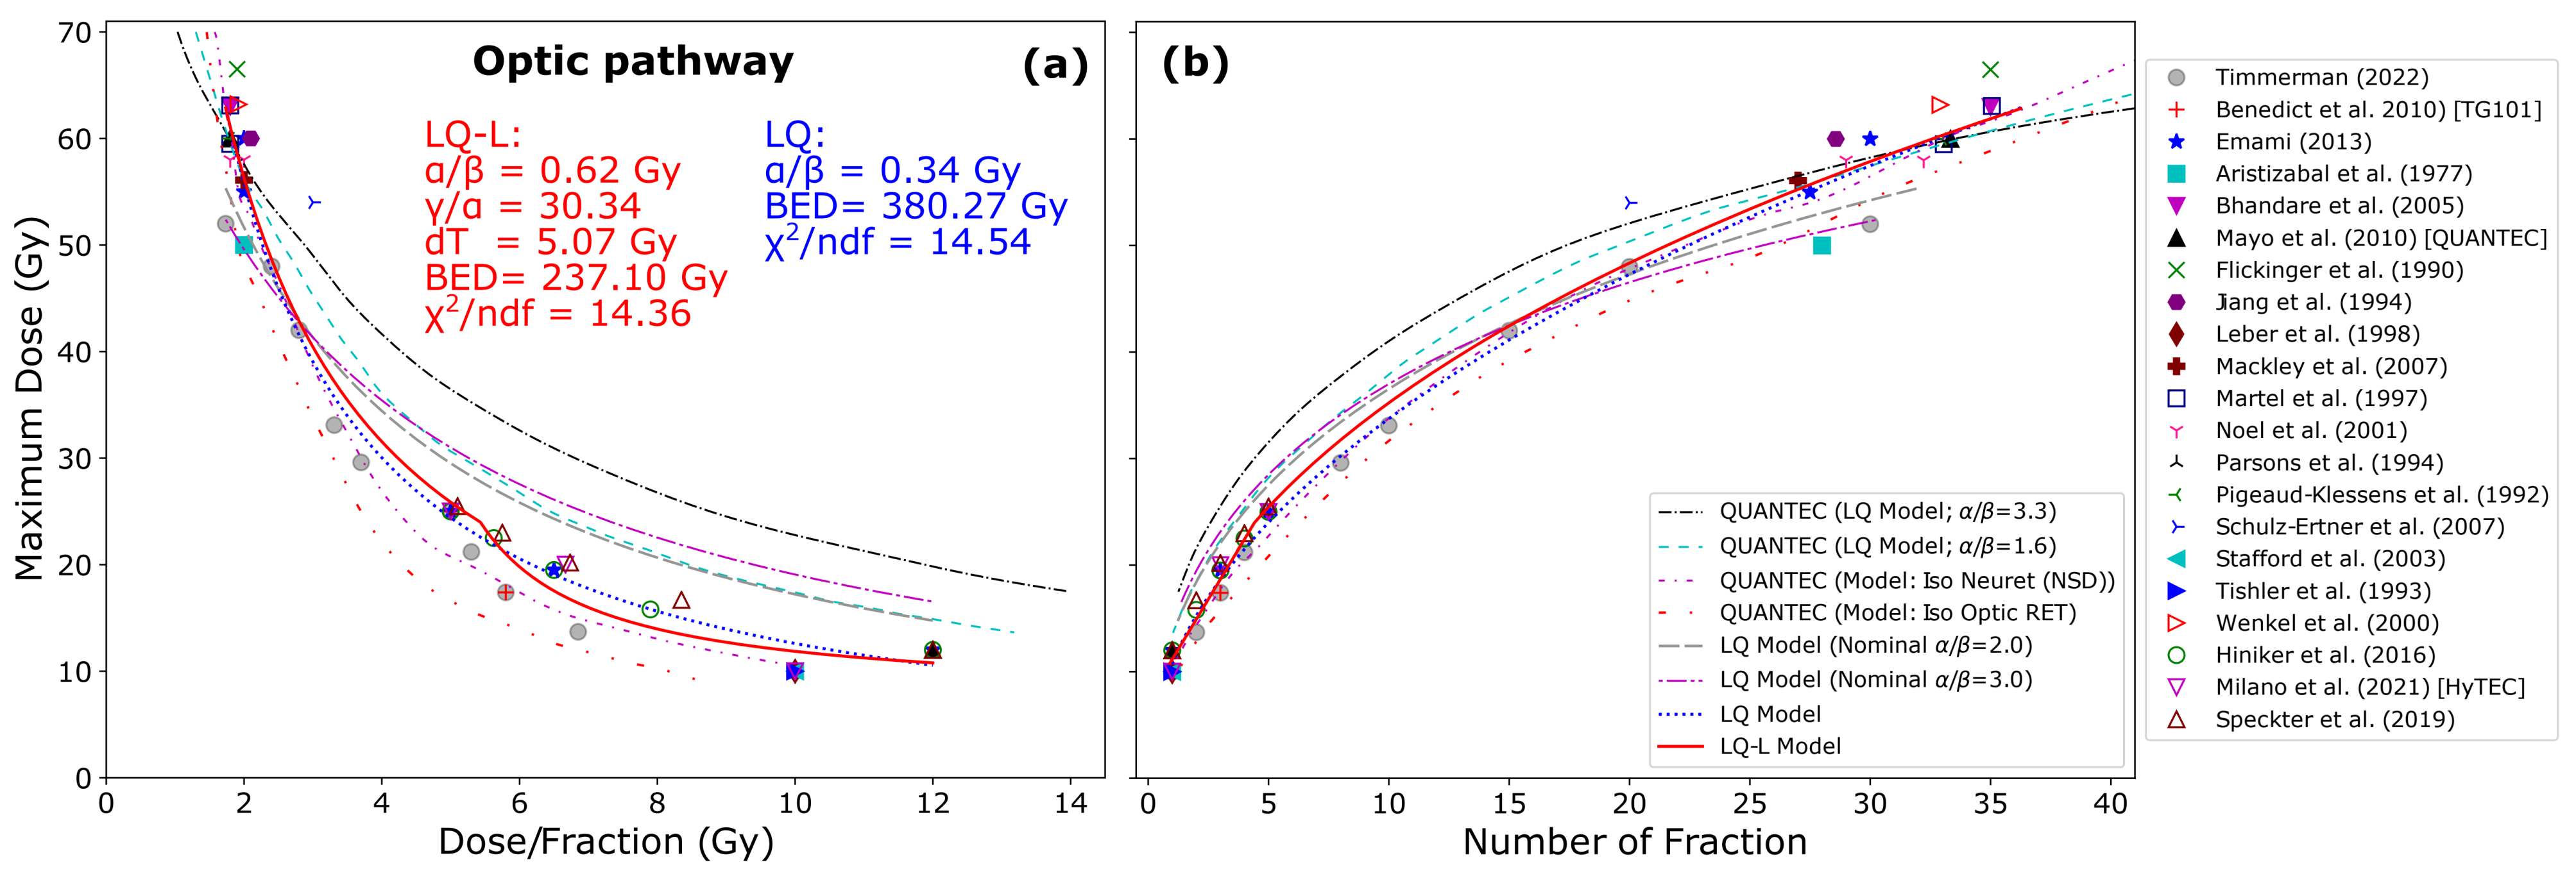 Optic pathway
(a)
LQ-L:
α/β = 0.62 Gy
γ/α = 30.34
dT = 5.07 Gy
BED= 237.10 Gy
χ²/ndf = 14.36
LQ:
α/β = 0.34 Gy
BED= 380.27 Gy
χ²/ndf = 14.54
Maximum Dose (Gy)
70
60
50
40
30
20
10
0
0 2 4 6 8 10 12 14
Dose/Fraction (Gy)
(b)
QUANTEC (LQ Model; α/β=3.3)
QUANTEC (LQ Model; α/β=1.6)
QUANTEC (Model: Iso Neuret (NSD))
QUANTEC (Model: Iso Optic RET)
LQ Model (Nominal α/β=2.0)
LQ Model (Nominal α/β=3.0)
LQ Model
LQ-L Model
0 5 10 15 20 25 30 35 40
Number of Fraction
Timmerman (2022)
Benedict et al. 2010) [TG101]
Emami (2013)
Aristizabal et al. (1977)
Bhandare et al. (2005)
Mayo et al. (2010) [QUANTEC]
Flickinger et al. (1990)
Jiang et al. (1994)
Leber et al. (1998)
Mackley et al. (2007)
Martel et al. (1997)
Noel et al. (2001)
Parsons et al. (1994)
Pigeaud-Klessens et al. (1992)
Schulz-Ertner et al. (2007)
Stafford et al. (2003)
Tishler et al. (1993)
Wenkel et al. (2000)
Hiniker et al. (2016)
Milano et al. (2021) [HyTEC]
Speckter et al. (2019)